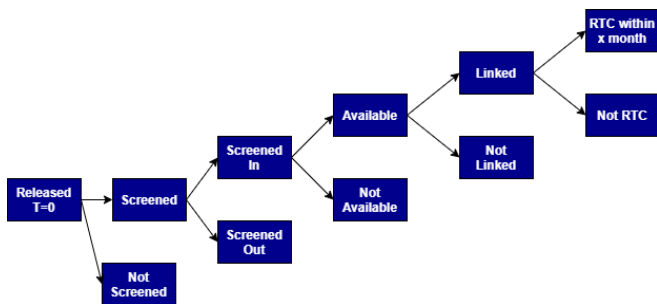 RTC within
x month
Linked
Available
Not RTC
Screened
In
Not
Linked
Released
T=0
Screened
Not
Available
Screened
Out
Not
Screened